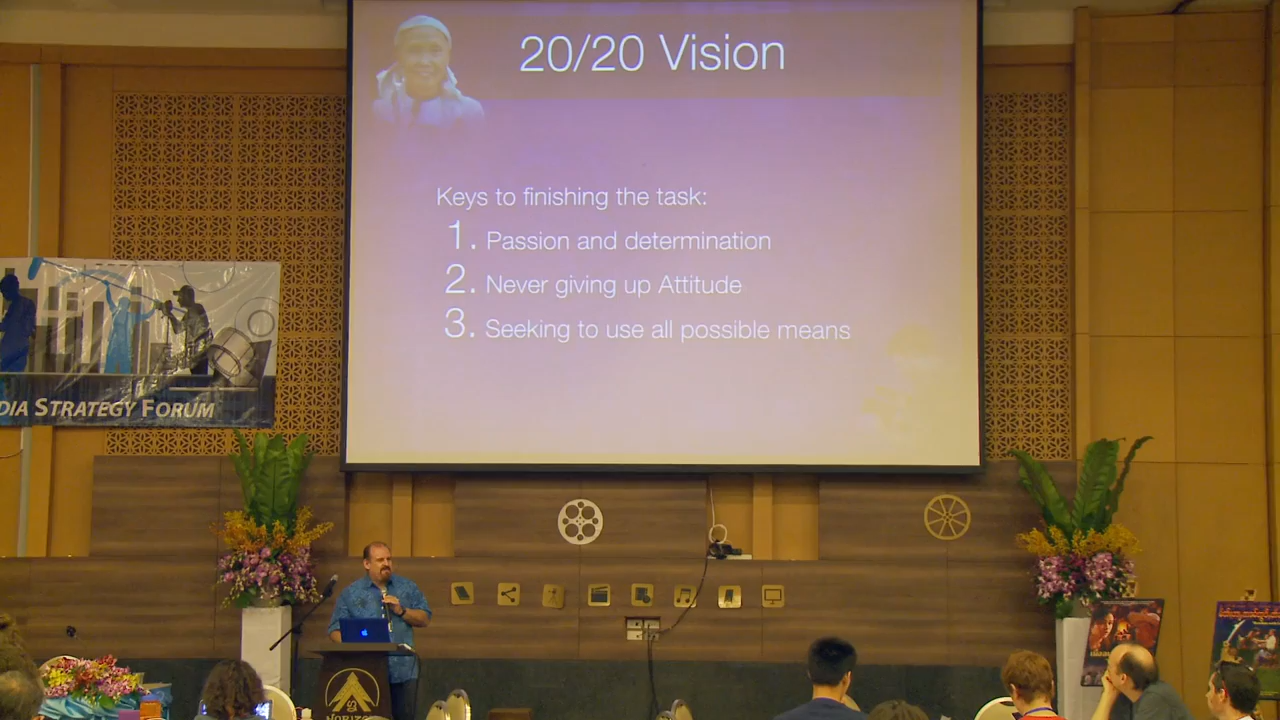 20/20 Vision
Keys to finishing the task:
1. Passion and determination
2. Never giving up Attitude
3. Seeking to use all possible means
DIA STRATEGY FORUM